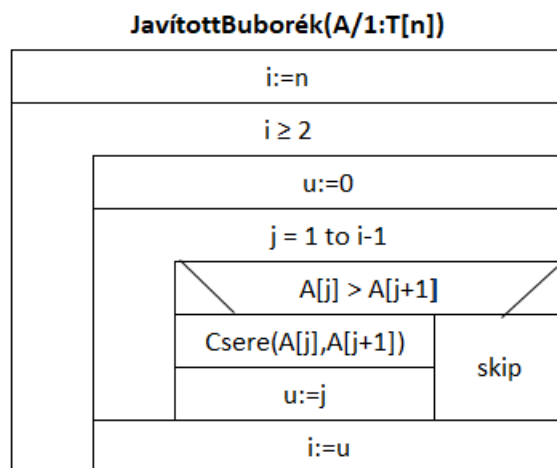 JavítottBuborék(A/1:T[n])
i:=n
i ≥ 2
u:=0
j = 1 to i-1
A[j] > A[j+1]
Csere(A[j],A[j+1])
skip
u:=j
i:=u